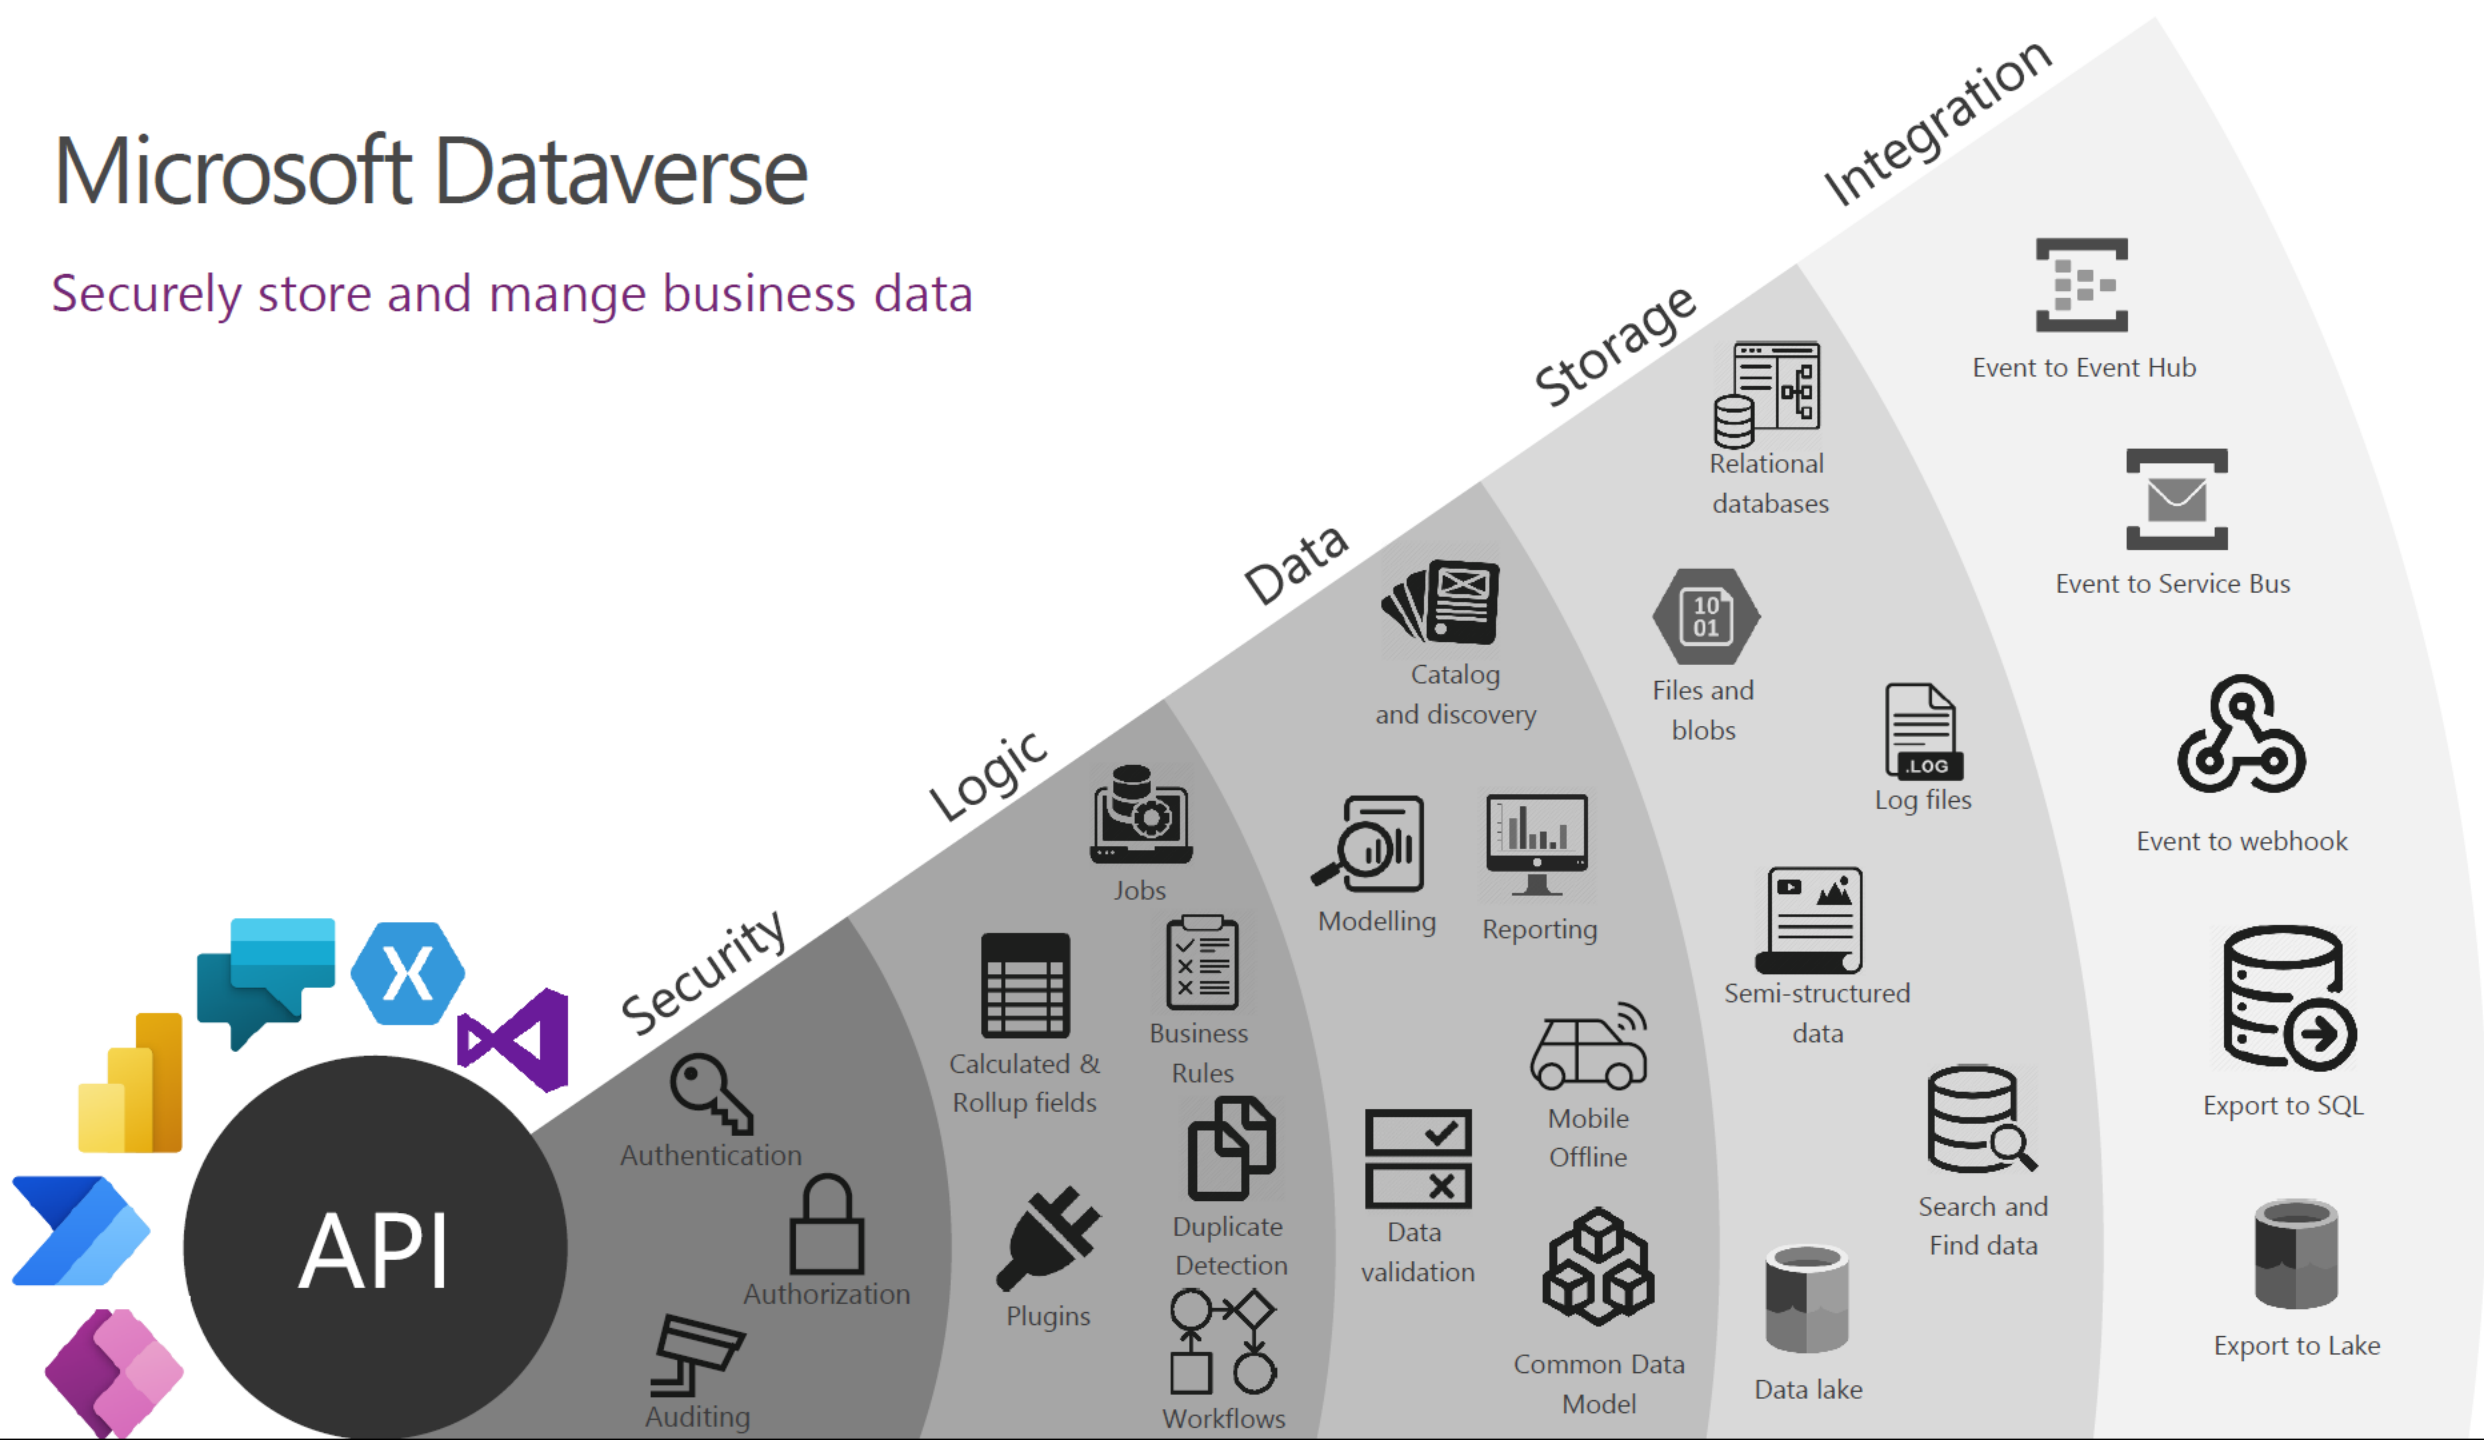 Microsoft Dataverse
Securely store and mange business data
API
Security
Authentication
Authorization
Auditing
Logic
Jobs
Calculated &
Rollup fields
Business
Rules
Plugins
Duplicate
Detection
Workflows
Data
Catalog
and discovery
Modelling
Reporting
Mobile
Offline
Data
validation
Common Data
Model
Storage
Relational
databases
10
01
Files and
blobs
.LOG
Log files
Semi-structured
data
Search and
Find data
Data lake
Integration
Event to Event Hub
Event to Service Bus
Event to webhook
Export to SQL
Export to Lake